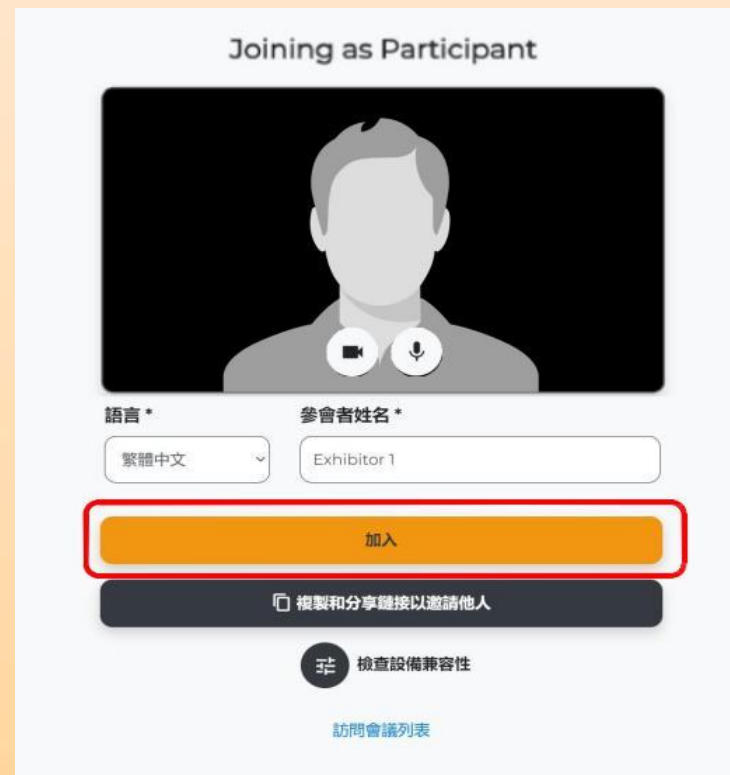 Joining as Participant
語言 * 參會者姓名 *
繁體中文 Exhibitor 1
加入
複製和分享鏈接以邀請他人
檢查設備兼容性
訪問會議列表